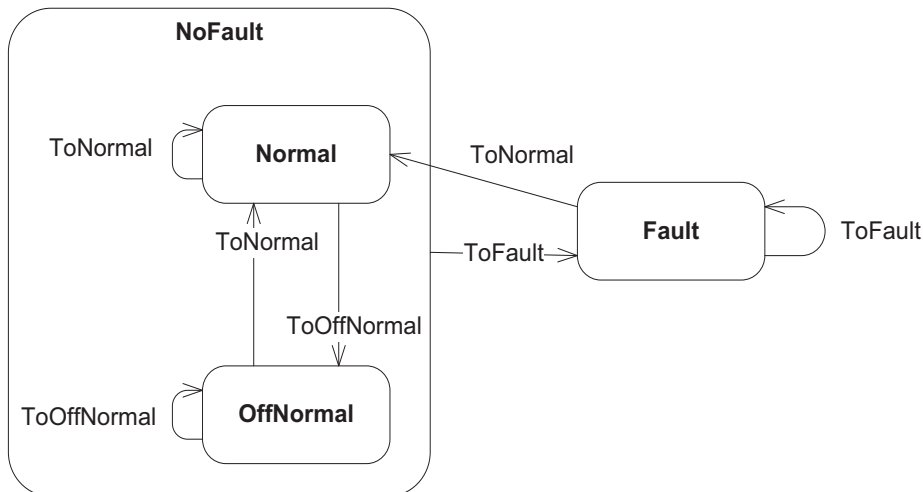 NoFault
ToNormal
Normal
ToNormal
ToNormal
Fault
ToFault
ToFault
ToOffNormal
ToOffNormal
OffNormal